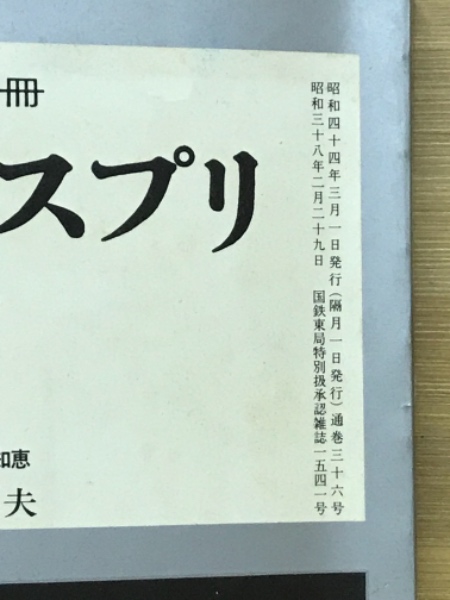 冊
スプリ
昭和四十四年三月一日発行(隔月一日発行)通巻三十六号
昭和三十八年二月二十九日 国鉄東局特別扱承認雑誌一五四一号
知恵
夫